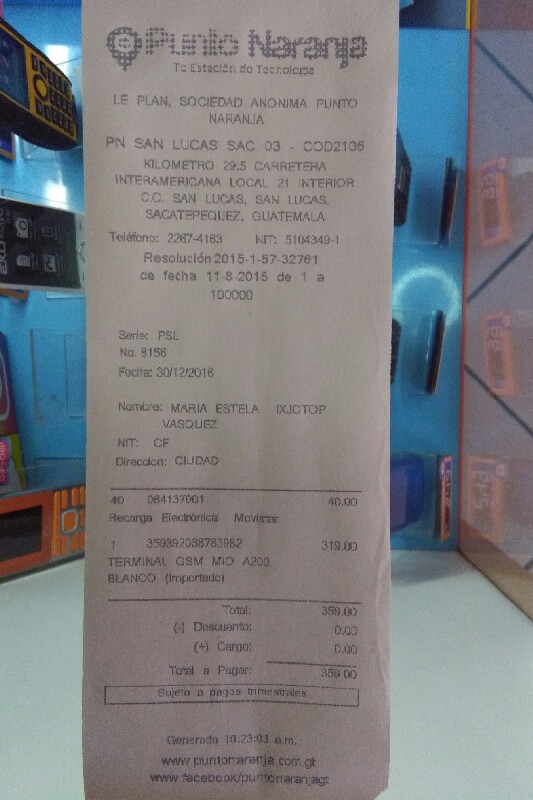 Punto Naranja
Tu Estación de Tecnología
LE PLAN, SOCIEDAD ANONIMA PUNTO
NARANJA
PN SAN LUCAS SAC 03 - COD2106
KILOMETRO 29.5 CARRETERA
INTERAMERICANA LOCAL 21 INTERIOR
C.C. SAN LUCAS, SAN LUCAS,
SACATEPEQUEZ, GUATEMALA
Teléfono: 2267-4163 NIT: 5104349-1
Resolución 2015-1-57-32761
de fecha 11-8-2015 de 1 a
100000
Serie: PSL
No. 8156
Fecha: 30/12/2016
Nombre: MARIA ESTELA IXJOTOP
VASQUEZ
NIT: CF
Direccion: CIUDAD
40 084137001 40.00
Recarga Electrónica Movistar
1 359392088783982 319.00
TERMINAL GSM MIO A200
BLANCO (Importado)
Total: 359.00
(-) Descuento: 0.00
(+) Cargo: 0.00
Total a Pagar: 359.00
Sujeto a pagos trimestrales
Generado 10:23:03 a.m.
www.puntonaranja.com.gt
www.facebook/puntonaranjagt